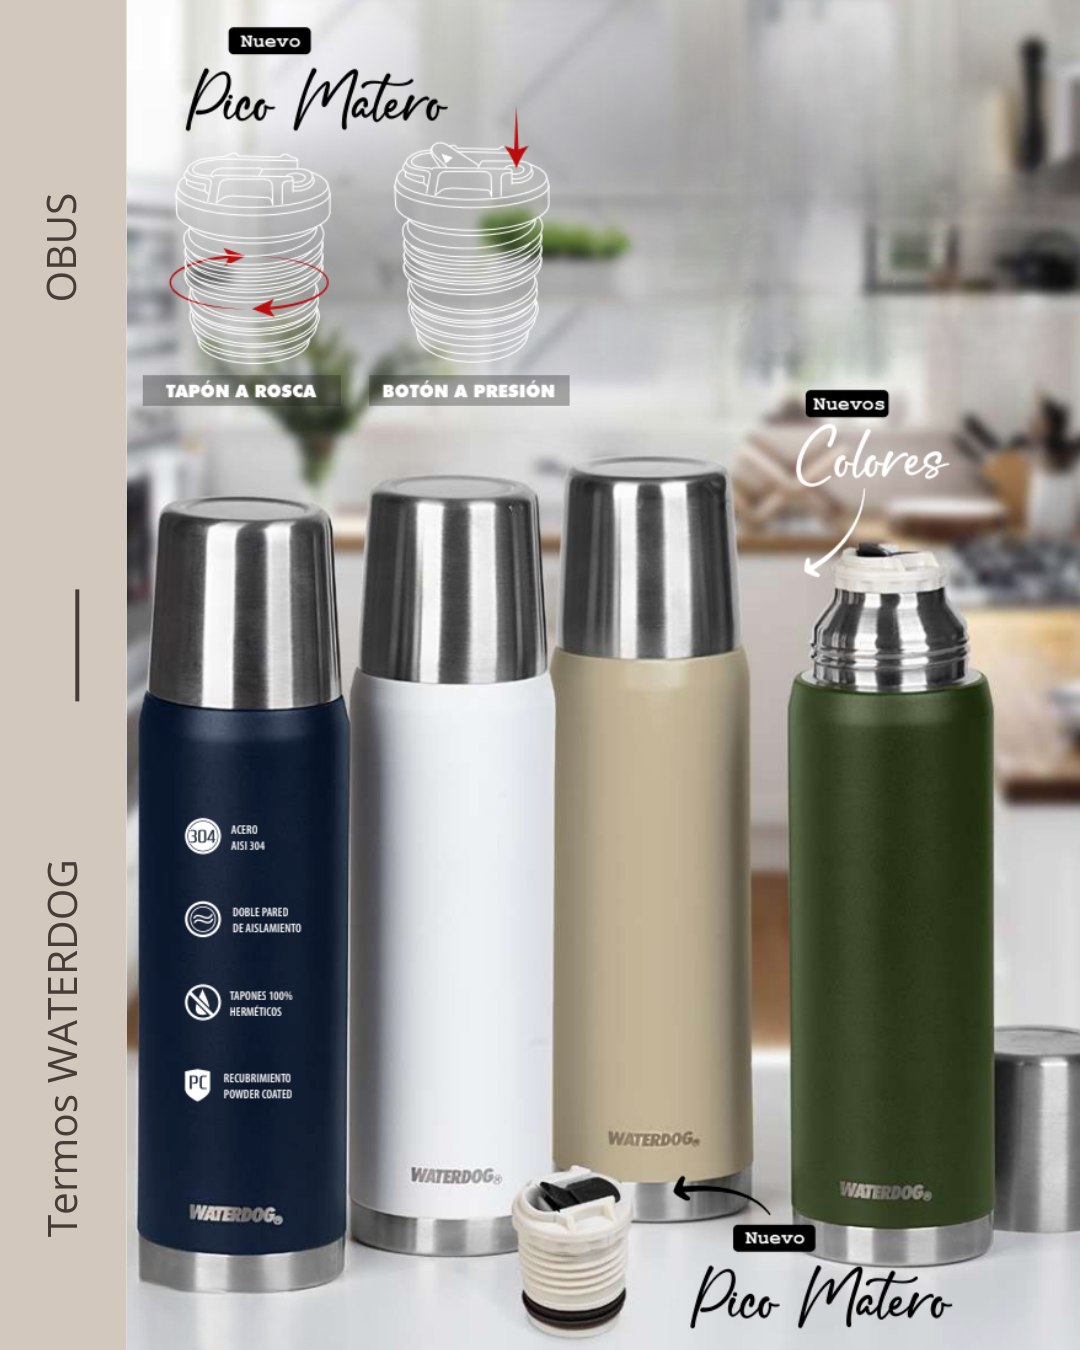 Nuevo
Pico Matero
TAPÓN A ROSCA
BOTÓN A PRESIÓN
OBUS
Termos WATERDOG
Nuevos
Colores
304
ACERO
AISI 304
DOBLE PARED
DE AISLAMIENTO
TAPONES 100%
HERMÉTICOS
PC
RECUBRIMIENTO
POWDER COATED
WATERDOG®
WATERDOG®
WATERDOG®
WATERDOG®
Nuevo
Pico Matero